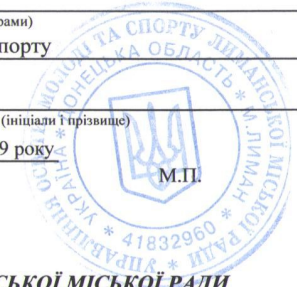 рами)
порту
(ініціали і прізвище)
9 року
М.П.
УПРАВЛІННЯ ОСВІТИ, МОЛОДІ ТА СПОРТУ ЛИМАНСЬКОЇ МІСЬКОЇ РАДИ
* УКРАЇНА * ДОНЕЦЬКА ОБЛАСТЬ * М.ЛИМАН *
41832960
СЬКОЇ МІСЬКОЇ РАДИ